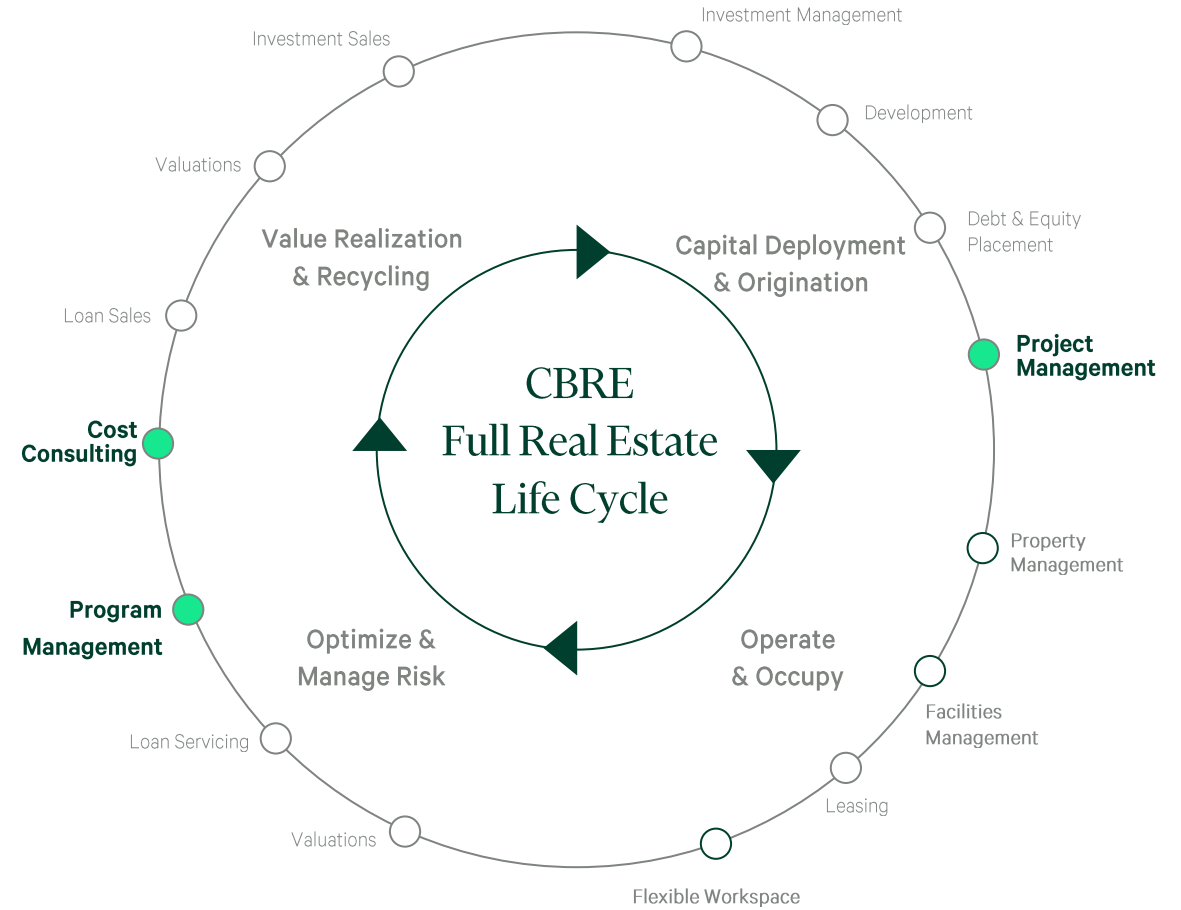 Investment Management
Investment Sales
Development
Valuations
Debt & Equity
Placement
Value Realization
& Recycling
Capital Deployment
& Origination
Loan Sales
Project
Management
CBRE
Full Real Estate
Life Cycle
Cost
Consulting
Property
Management
Program
Management
Optimize &
Manage Risk
Operate
& Occupy
Facilities
Management
Loan Servicing
Leasing
Valuations
Flexible Workspace